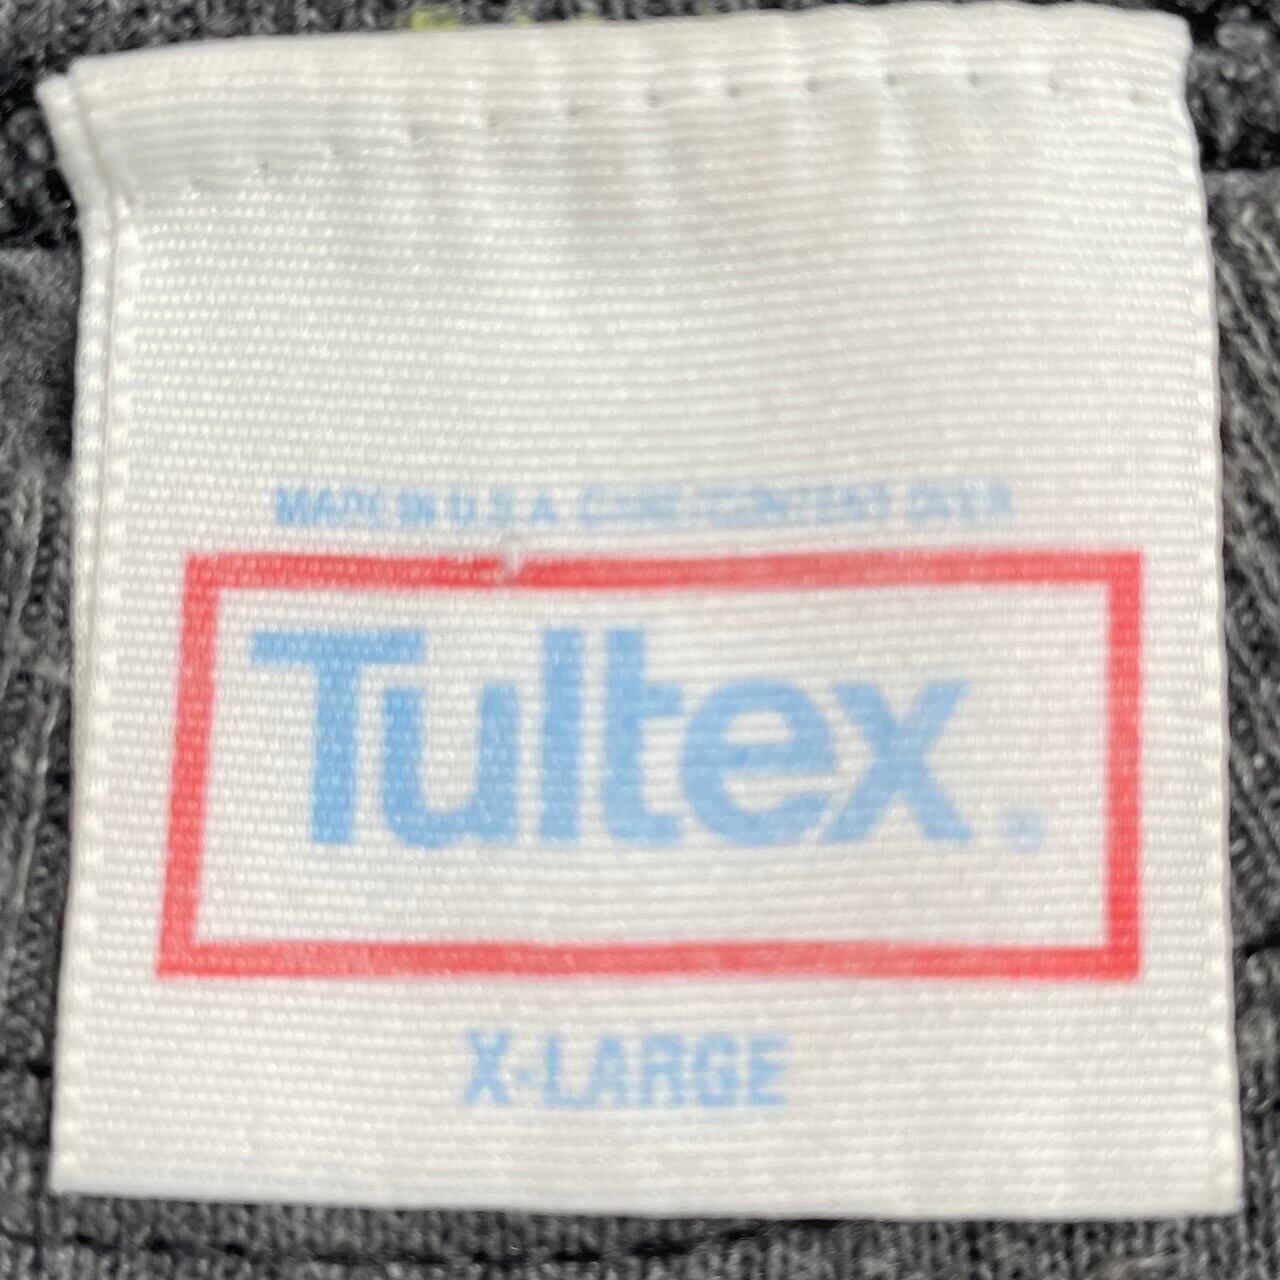 MADE IN U.S.A. CARE/CONTENT OVER
Tultex®
X-LARGE